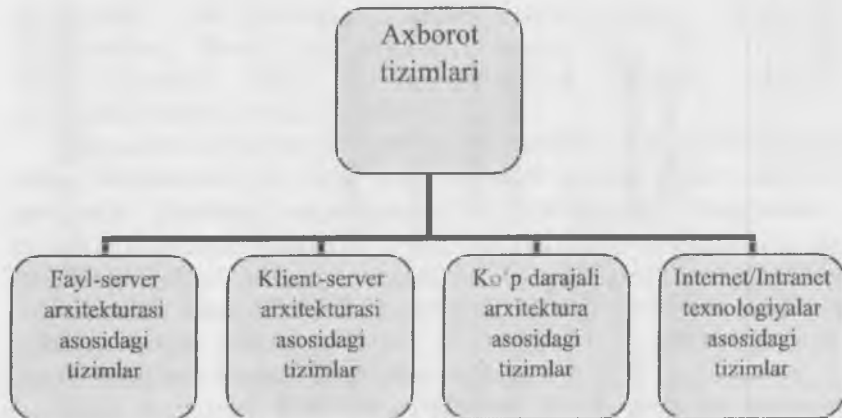 Axborot
tizimlari
Fayl-server
arxitekturasi
asosidagi
tizimlar
Klient-server
arxitekturasi
asosidagi
tizimlar
Ko‘p darajali
arxitektura
asosidagi
tizimlar
Internet/Intranet
texnologiyalar
asosidagi
tizimlar